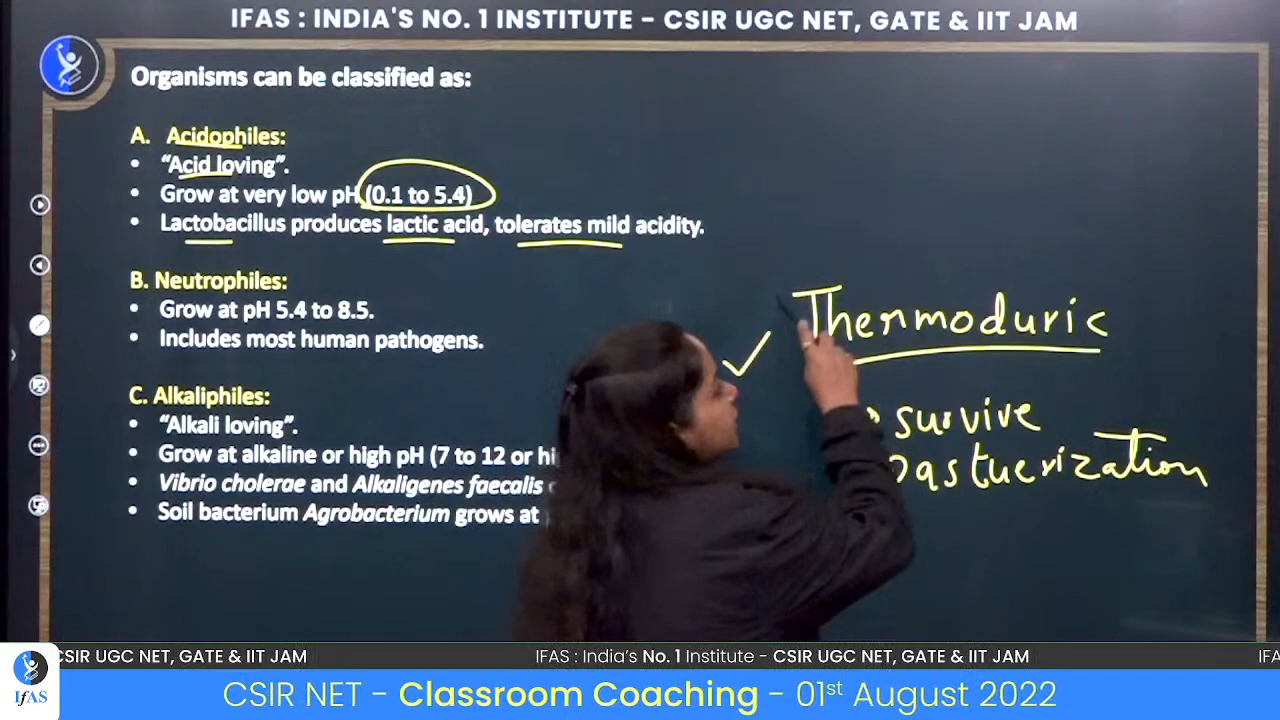 IFAS : INDIA'S NO. 1 INSTITUTE - CSIR UGC NET, GATE & IIT JAM
Organisms can be classified as:
A. Acidophiles:
• “Acid loving”.
• Grow at very low pH (0.1 to 5.4)
• Lactobacillus produces lactic acid, tolerates mild acidity.
B. Neutrophiles:
• Grow at pH 5.4 to 8.5.
• Includes most human pathogens.
C. Alkaliphiles:
• “Alkali loving”.
• Grow at alkaline or high pH (7 to 12 or
• Vibrio cholerae and Alkaligenes faecalis
• Soil bacterium Agrobacterium grows at
Thermoduric
survive
pastuerization
CSIR UGC NET, GATE & IIT JAM
IFAS : India's No. 1 Institute - CSIR UGC NET, GATE & IIT JAM
IFAS
CSIR NET - Classroom Coaching - 01st August 2022